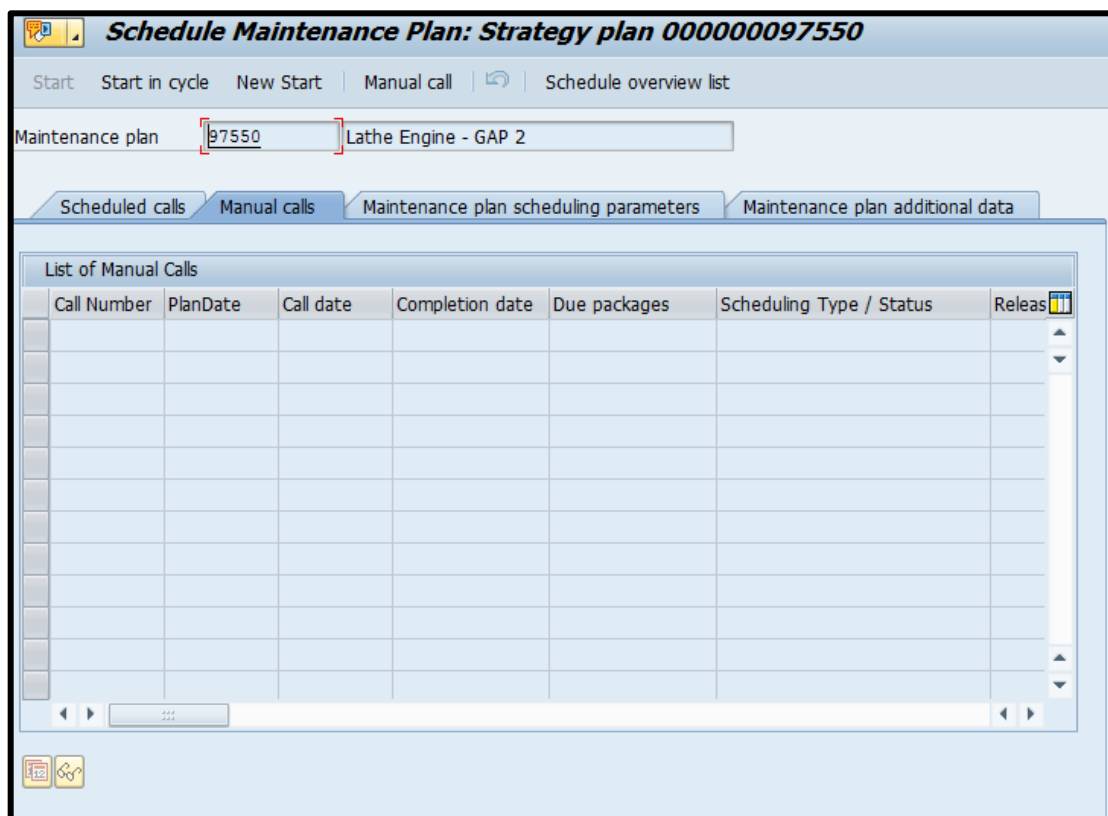 Schedule Maintenance Plan: Strategy plan 000000097550
Start Start in cycle New Start Manual call Schedule overview list
Maintenance plan 97550 Lathe Engine - GAP 2
Scheduled calls Manual calls Maintenance plan scheduling parameters Maintenance plan additional data
List of Manual Calls
Call Number PlanDate Call date Completion date Due packages Scheduling Type / Status Releas
12